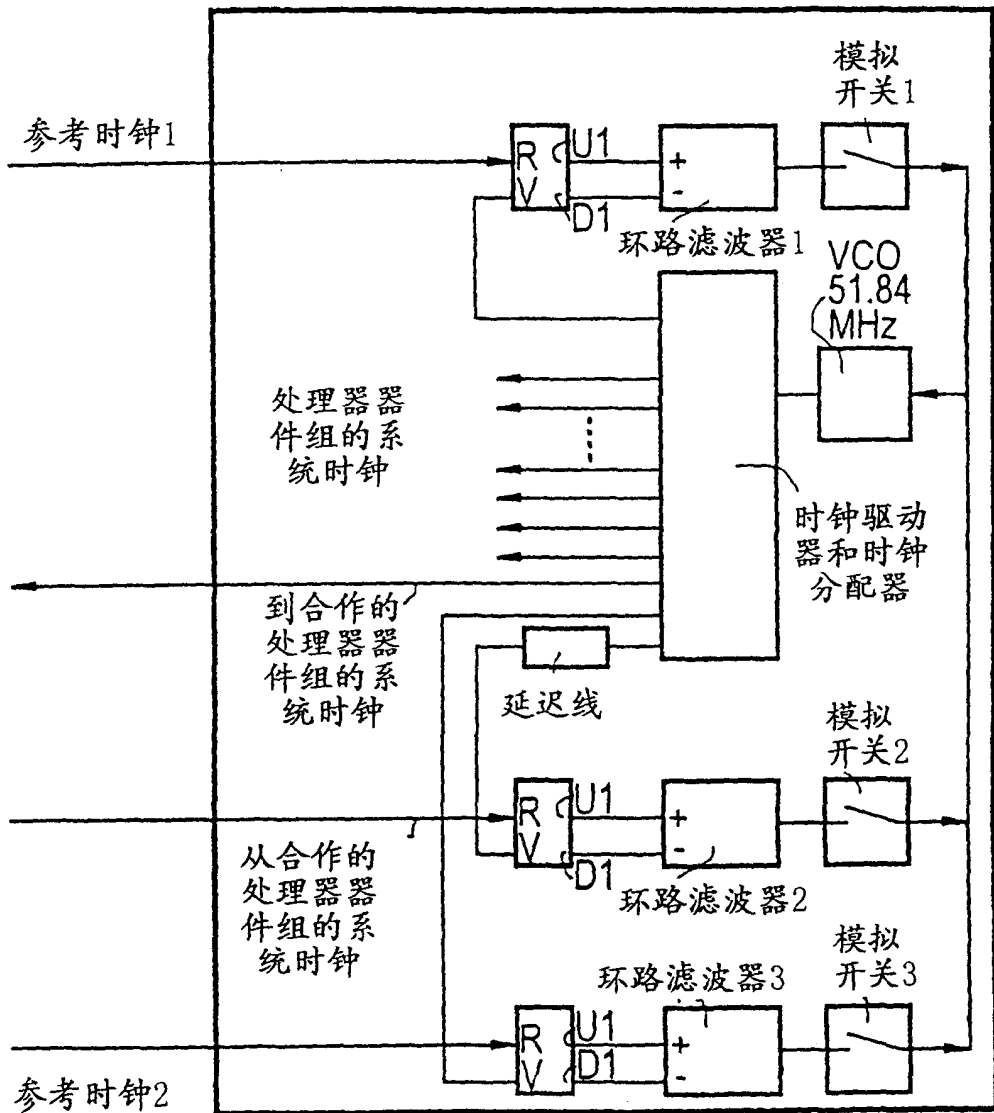 模拟
开关1
参考时钟1
R
V
U1
D1
+
-
环路滤波器1
VCO
51.84
MHz
处理器器
件组的系
统时钟
时钟驱动
器和时钟
分配器
到合作的
处理器器
件组的系
统时钟
延迟线
模拟
开关2
R
V
U1
D1
+
-
环路滤波器2
从合作的
处理器器
件组的系
统时钟
模拟
开关3
环路滤波器3
R
V
U1
D1
+
-
参考时钟2